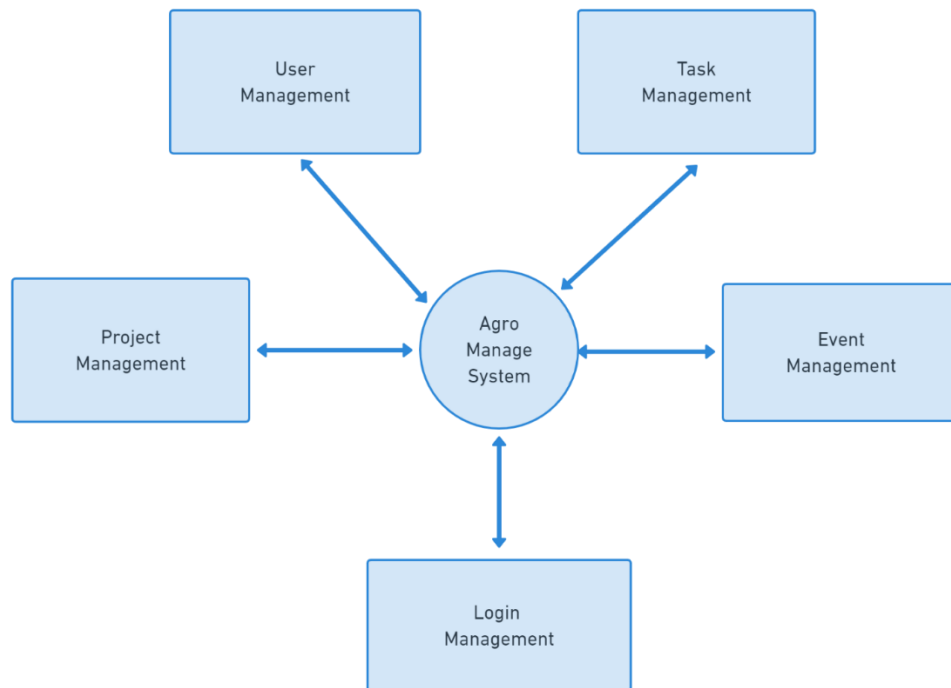 User
Management
Task
Management
Project
Management
Agro
Manage
System
Event
Management
Login
Management